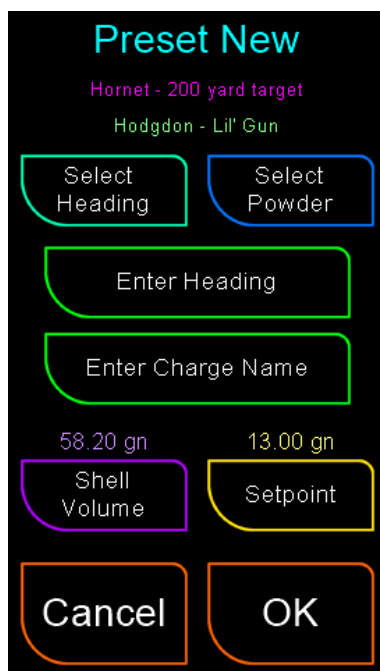 Preset New
Hornet - 200 yard target
Hodgdon - Lil' Gun
Select
Heading
Select
Powder
Enter Heading
Enter Charge Name
58.20 gn
13.00 gn
Shell
Volume
Setpoint
Cancel
OK